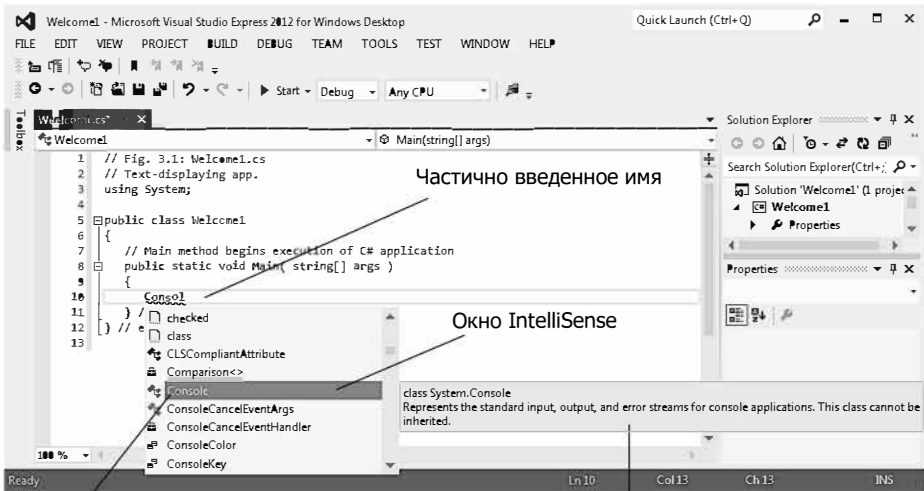 Welcome1 - Microsoft Visual Studio Express 2012 for Windows Desktop
Quick Launch (Ctrl+Q)
FILE EDIT VIEW PROJECT BUILD DEBUG TEAM TOOLS TEST WINDOW HELP
Start Debug Any CPU
Toolbox
Welcome1.cs*
Solution Explorer
Welcome1
Main(string[] args)
Search Solution Explorer(Ctrl+;
1 // Fig. 3.1: Welcome1.cs
2 // Text-displaying app.
3 using System;
4
5 public class Welcome1
6 {
7 // Main method begins execution of C# application
8 public static void Main( string[] args )
9 {
10 Consol
11 } /
12 } // e
13
Частично введенное имя
Окно IntelliSense
checked
class
CLSCompliantAttribute
Comparison<>
Console
ConsoleCancelEventArgs
ConsoleCancelEventHandler
ConsoleColor
ConsoleKey
class System.Console
Represents the standard input, output, and error streams for console applications. This class cannot be
inherited.
Solution 'Welcome1' (1 projec
C# Welcome1
Properties
Properties
100 %
Ready
Ln 10 Col 13 Ch 13 INS